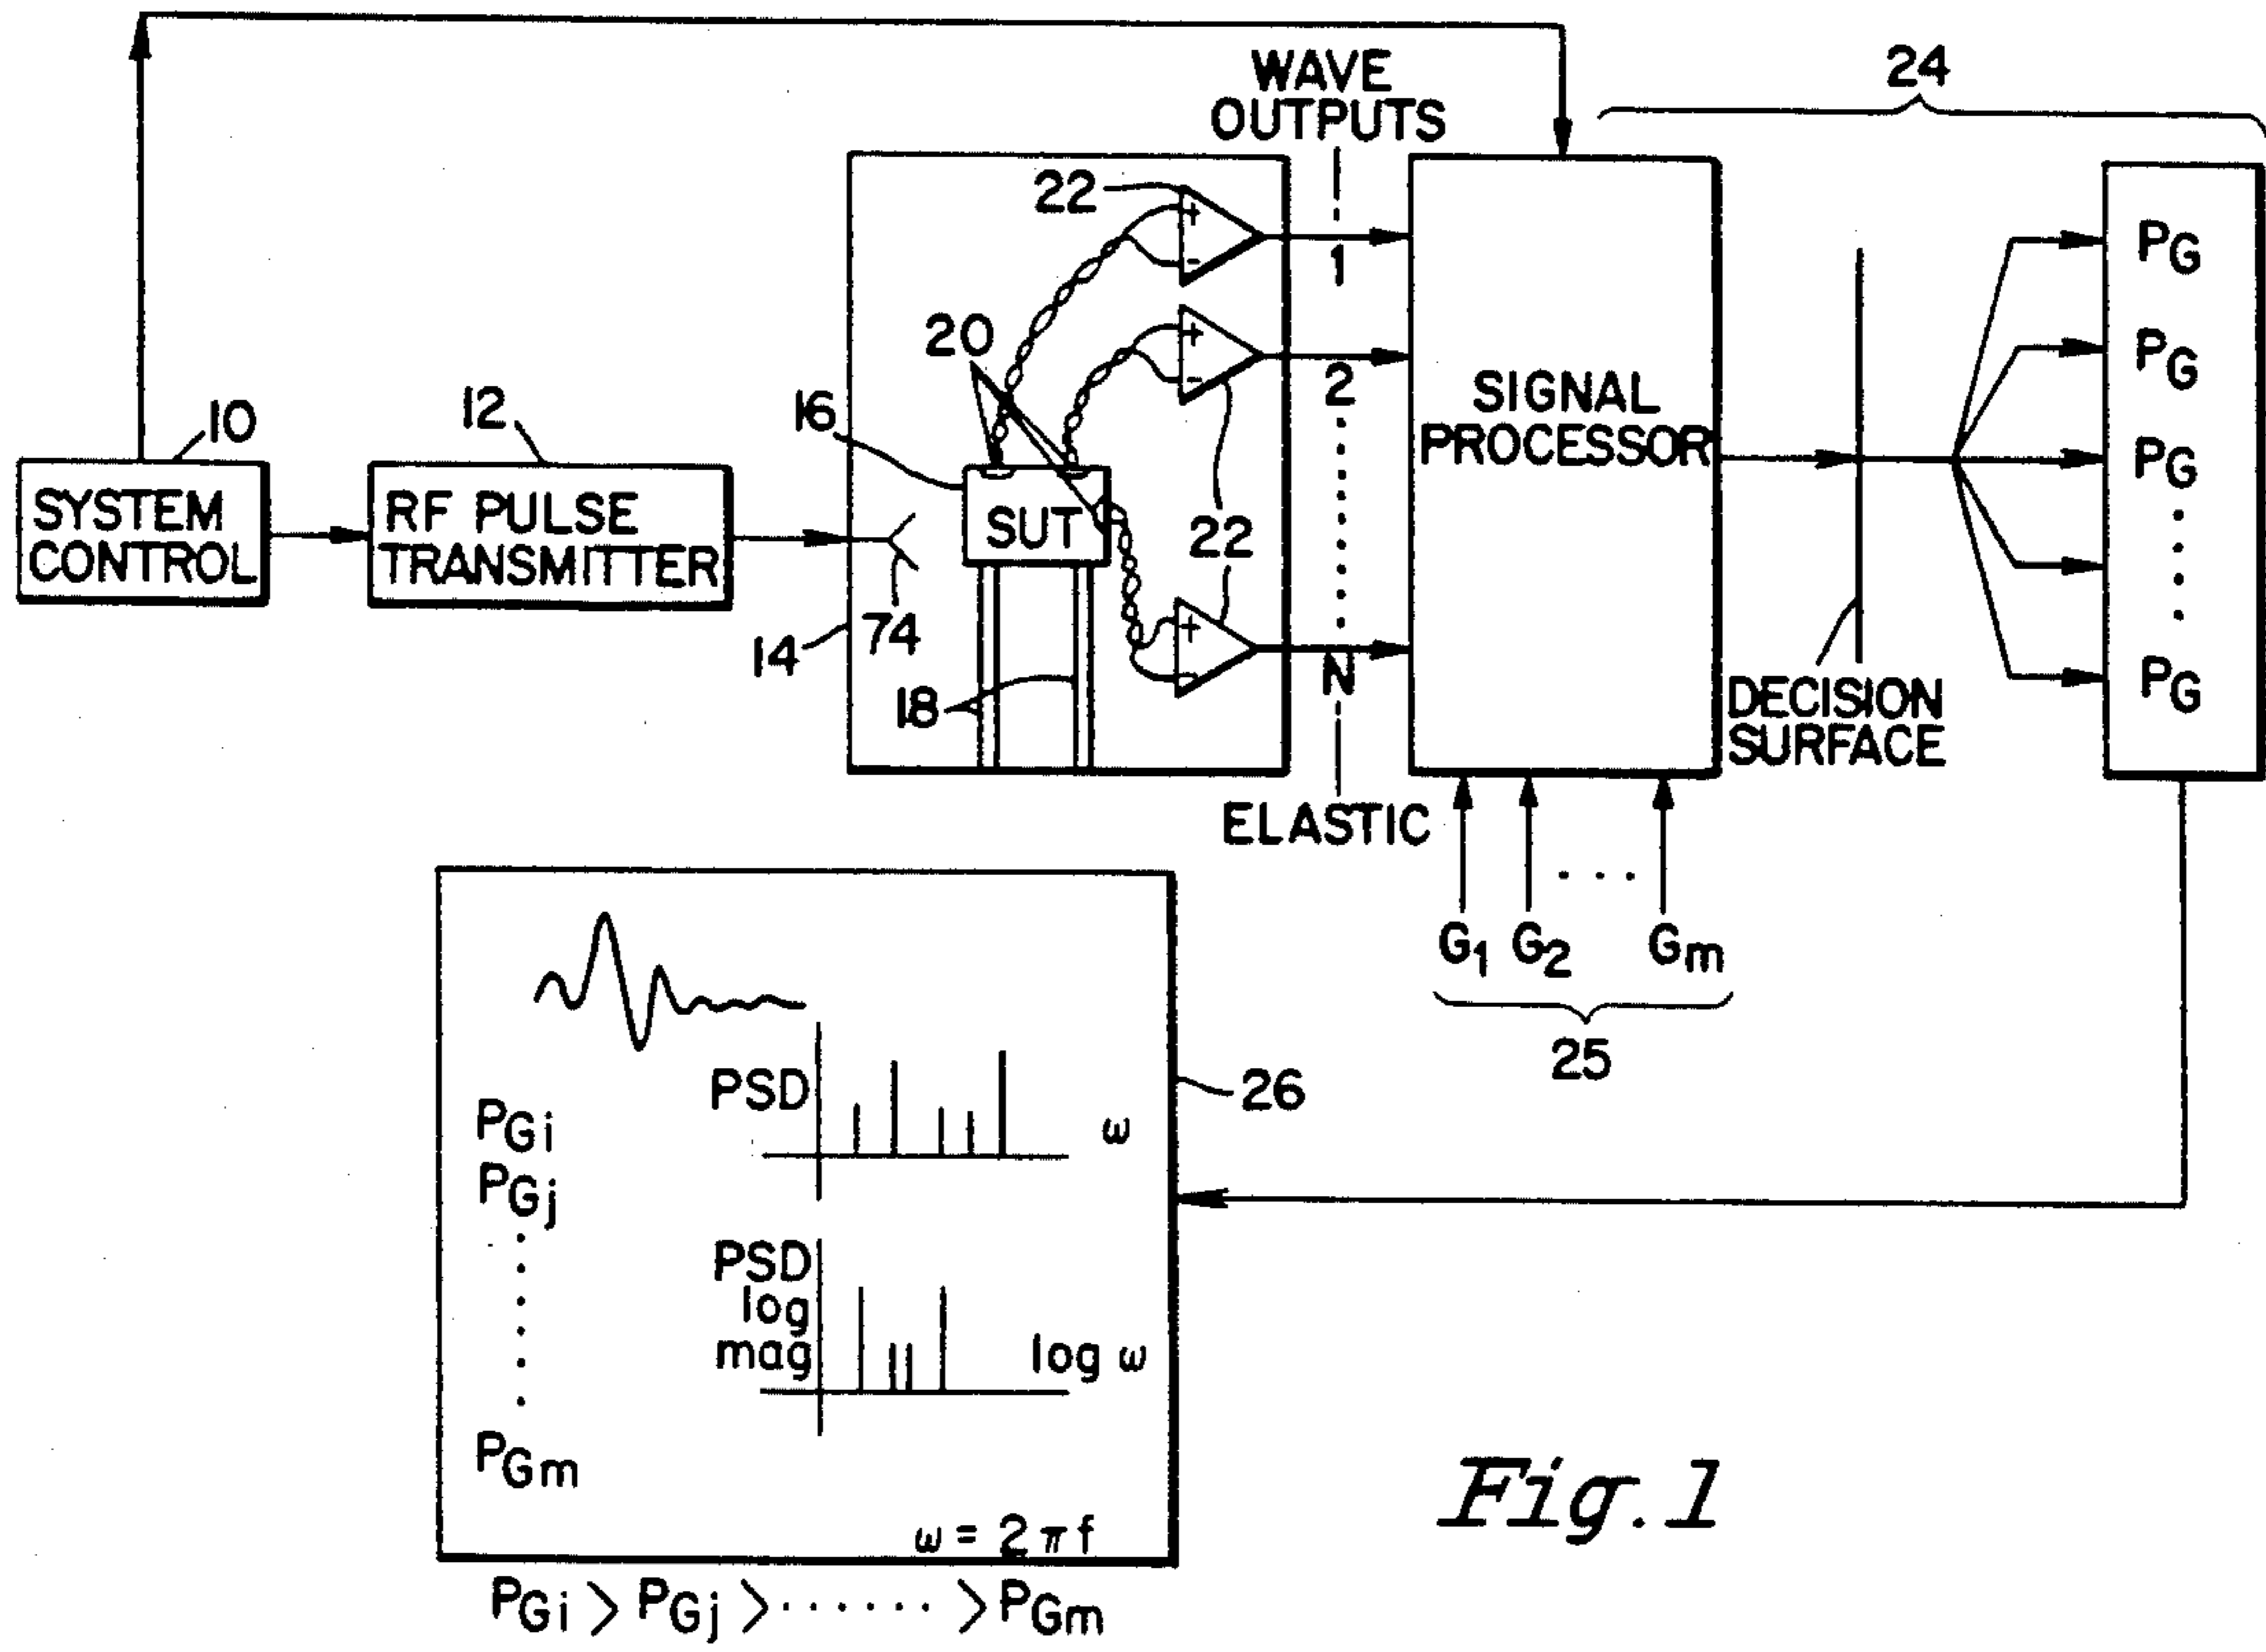 24
WAVE
OUTPUTS
22
+
-
1
PG
20
+
-
2
PG
10
12
16
SIGNAL
PROCESSOR
PG
SYSTEM
CONTROL
RF PULSE
TRANSMITTER
SUT
22
74
14
+
-
N
18
DECISION
SURFACE
PG
ELASTIC
G1 G2 Gm
25
PSD
ω
26
PGi
PGj
PSD
log
mag
log ω
PGm
ω = 2πf
PGi > PGj > ······ > PGm
Fig. 1